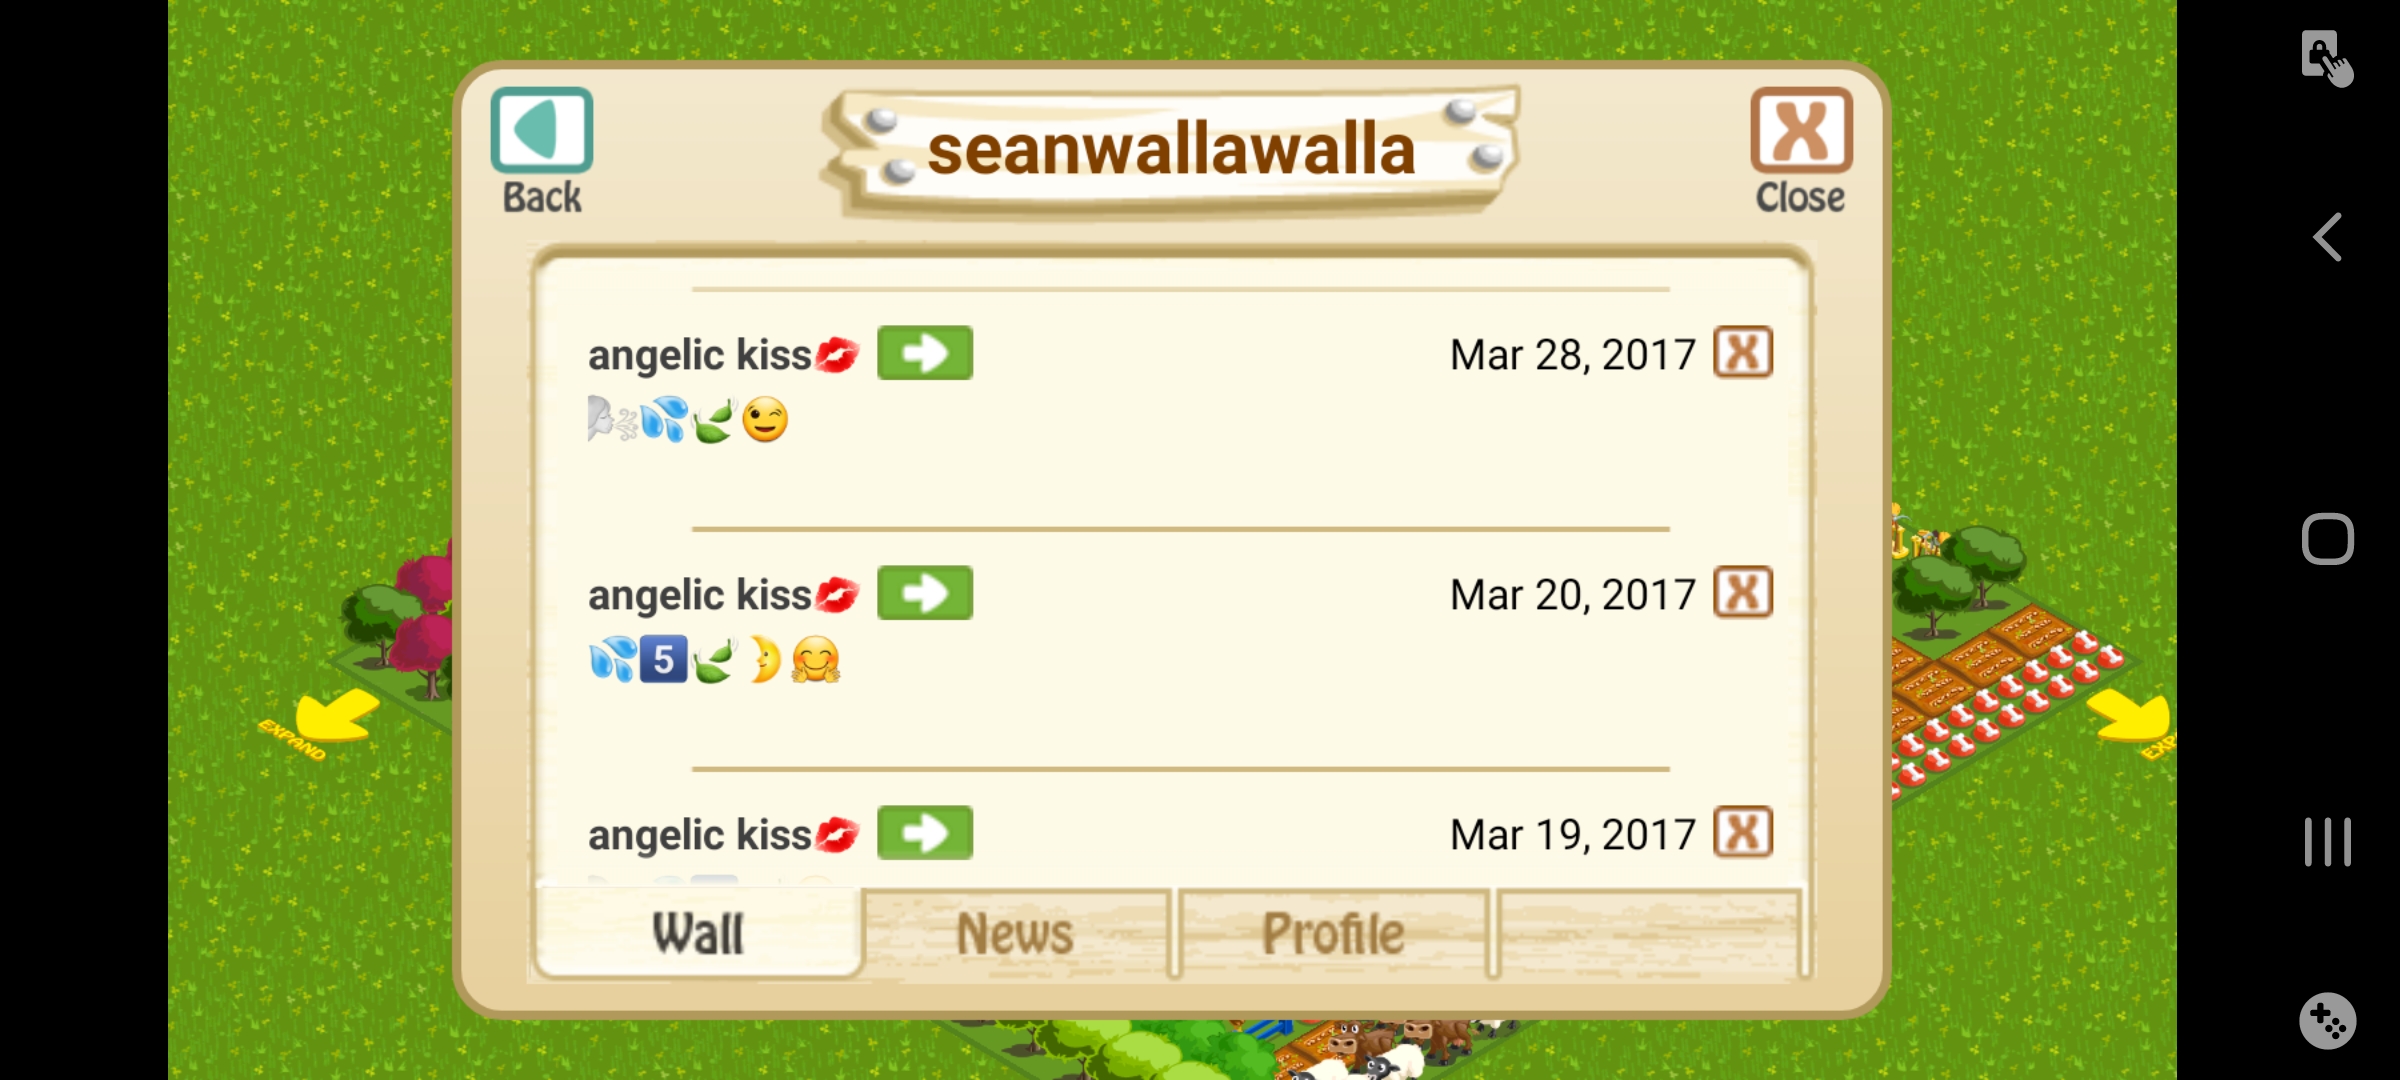 seanwallawalla
Back
Close
angelic kiss💋 Mar 28, 2017
🌬💦🍃😉
angelic kiss💋 Mar 20, 2017
💦5️⃣🍃🌛🤗
angelic kiss💋 Mar 19, 2017
Wall News Profile
EXPAND
EXP